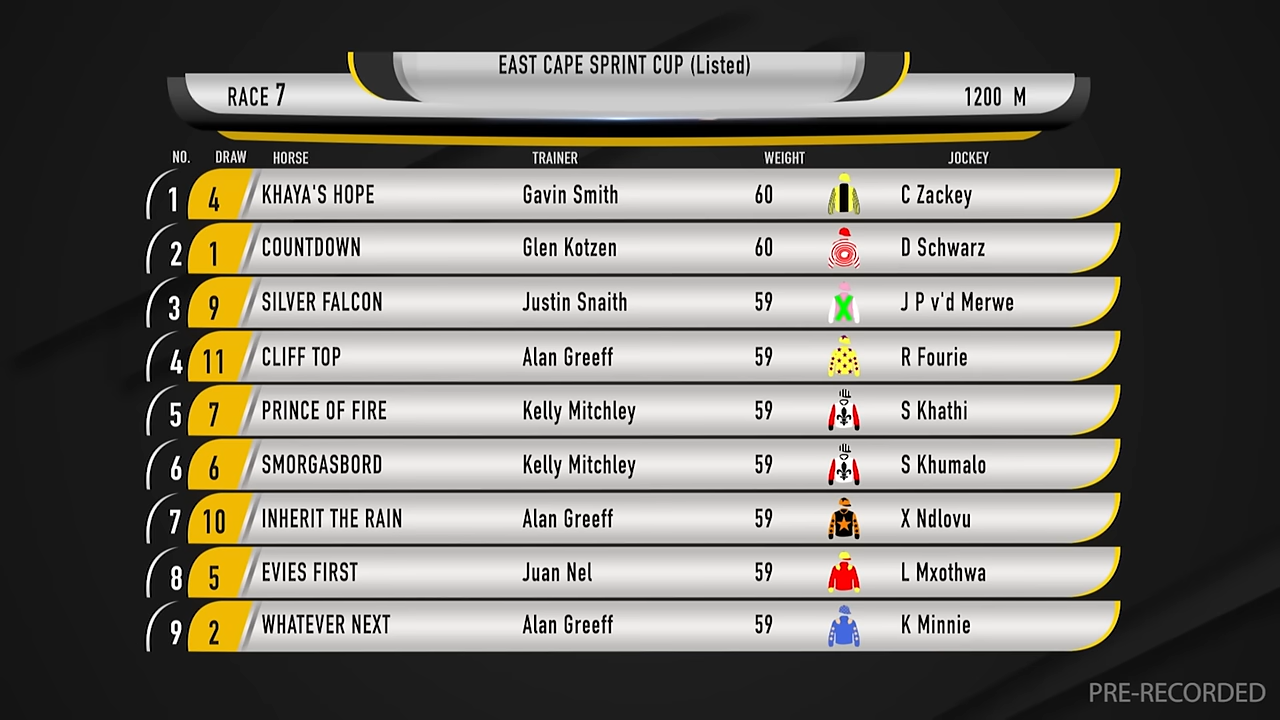 EAST CAPE SPRINT CUP (Listed)
RACE 7 1200 M
NO. DRAW HORSE TRAINER WEIGHT JOCKEY
1 4 KHAYA'S HOPE Gavin Smith 60 C Zackey
2 1 COUNTDOWN Glen Kotzen 60 D Schwarz
3 9 SILVER FALCON Justin Snaith 59 J P v'd Merwe
4 11 CLIFF TOP Alan Greeff 59 R Fourie
5 7 PRINCE OF FIRE Kelly Mitchley 59 S Khathi
6 6 SMORGASBORD Kelly Mitchley 59 S Khumalo
7 10 INHERIT THE RAIN Alan Greeff 59 X Ndlovu
8 5 EVIES FIRST Juan Nel 59 L Mxothwa
9 2 WHATEVER NEXT Alan Greeff 59 K Minnie
PRE-RECORDED